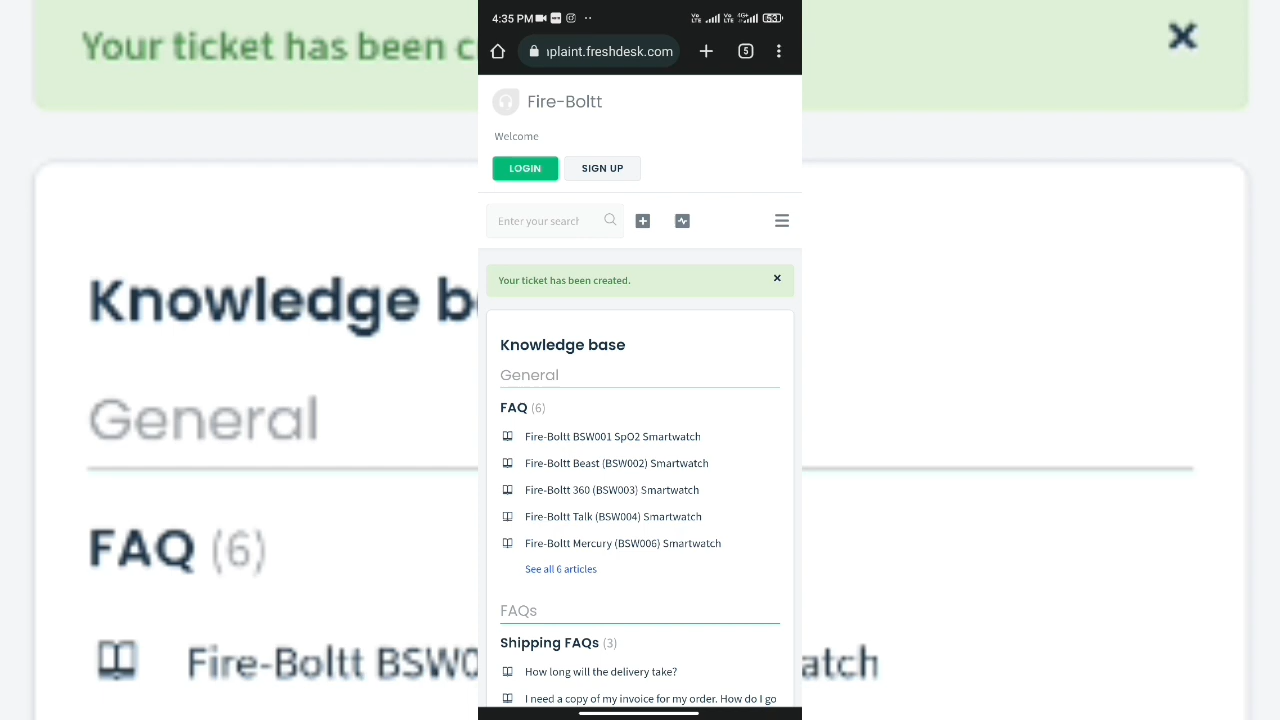 4:35 PM
53
nplaint.freshdesk.com
5
Fire-Boltt
Welcome
LOGIN
SIGN UP
Enter your search
Your ticket has been created.
Knowledge base
General
FAQ (6)
Fire-Boltt BSW001 SpO2 Smartwatch
Fire-Boltt Beast (BSW002) Smartwatch
Fire-Boltt 360 (BSW003) Smartwatch
Fire-Boltt Talk (BSW004) Smartwatch
Fire-Boltt Mercury (BSW006) Smartwatch
See all 6 articles
FAQs
Shipping FAQs (3)
How long will the delivery take?
I need a copy of my invoice for my order. How do I go
Your ticket has been c
Knowledge b
General
FAQ (6)
Fire-Boltt BSW0
atch